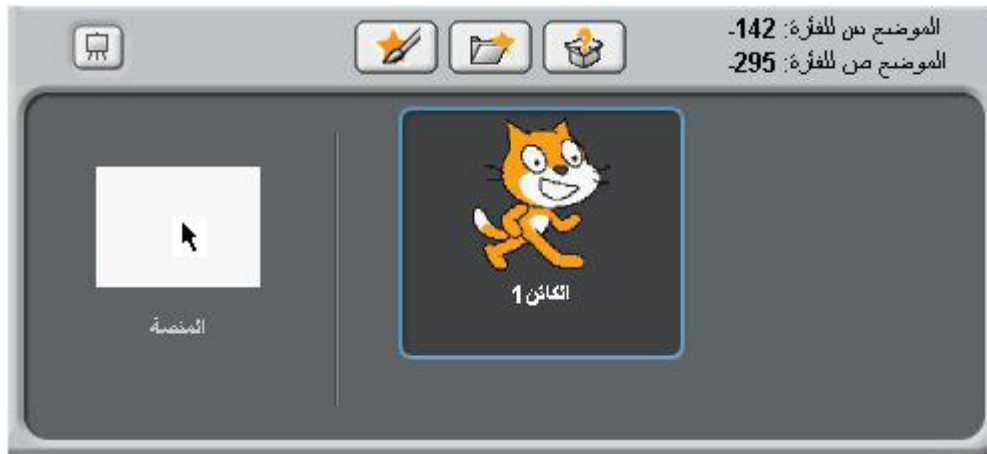 الموضع س للفأرة: 142-
الموضع ص للفأرة: 295-
الكائن1
المنصة